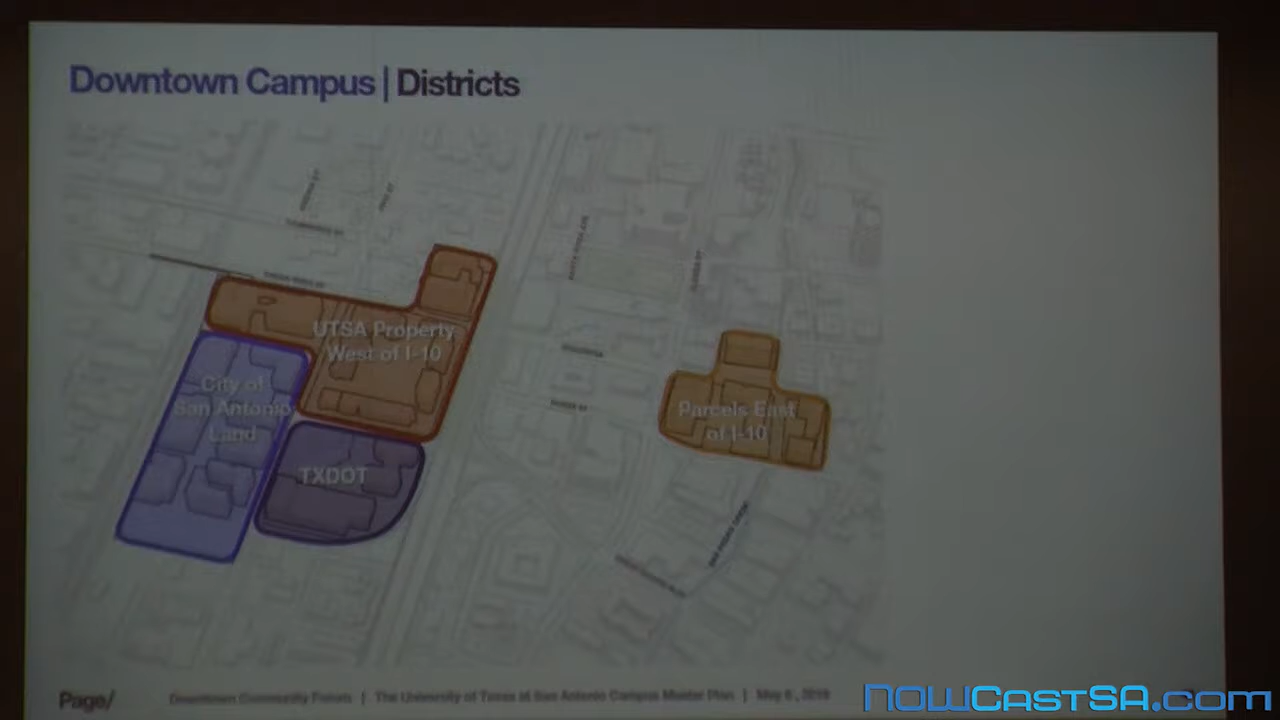 Downtown Campus | Districts
UTSA Property
West of I-10
City of
San Antonio
Land
TXDOT
Parcels East
of I-10
Page/
Downtown Community Forum | The University of Texas at San Antonio Campus Master Plan | May 6, 2019
NOWCastSA.com